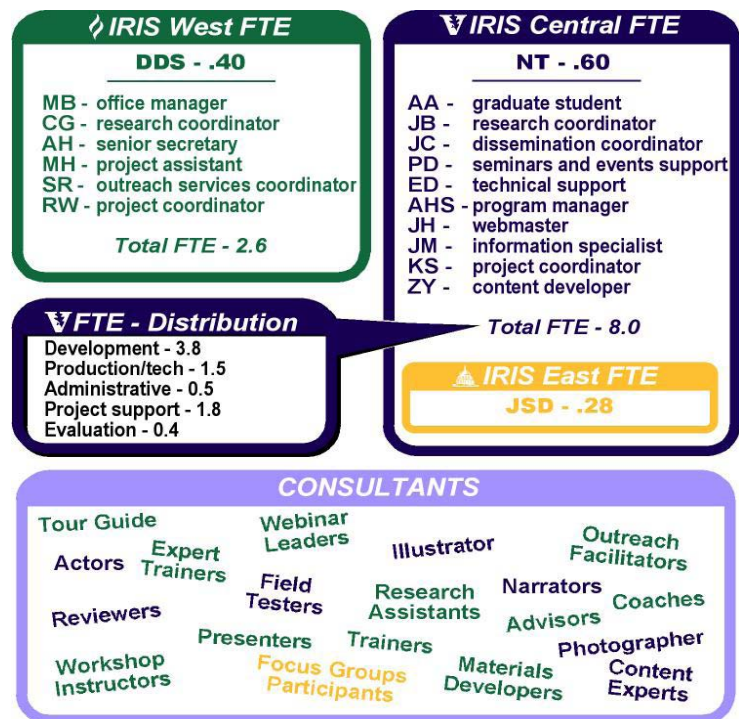 IRIS West FTE
DDS - .40
MB - office manager
CG - research coordinator
AH - senior secretary
MH - project assistant
SR - outreach services coordinator
RW - project coordinator
Total FTE - 2.6
IRIS Central FTE
NT - .60
AA - graduate student
JB - research coordinator
JC - dissemination coordinator
PD - seminars and events support
ED - technical support
AHS - program manager
JH - webmaster
JM - information specialist
KS - project coordinator
ZY - content developer
Total FTE - 8.0
FTE - Distribution
Development - 3.8
Production/tech - 1.5
Administrative - 0.5
Project support - 1.8
Evaluation - 0.4
IRIS East FTE
JSD - .28
CONSULTANTS
Tour Guide
Webinar
Leaders
Illustrator
Outreach
Facilitators
Actors
Expert
Trainers
Field
Testers
Research
Assistants
Narrators
Coaches
Reviewers
Advisors
Presenters
Trainers
Photographer
Workshop
Instructors
Focus Groups
Participants
Materials
Developers
Content
Experts